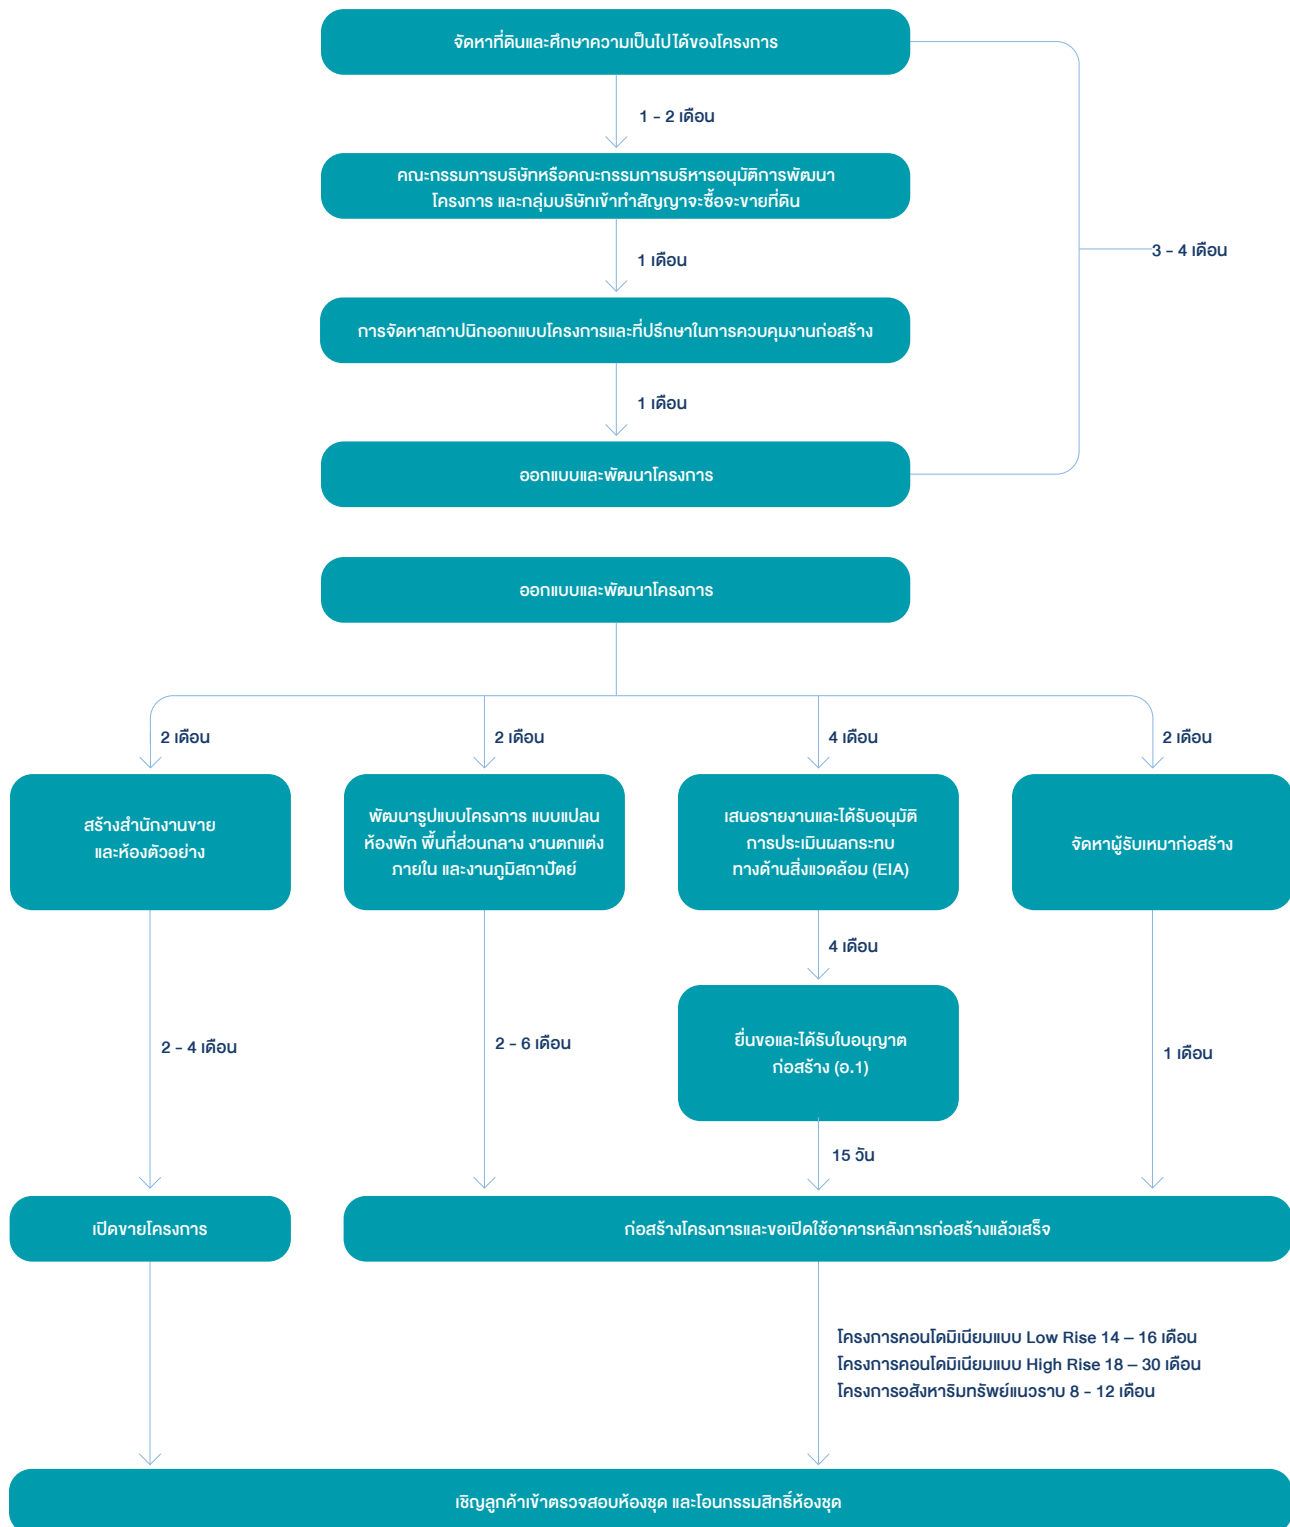 จัดหาที่ดินและศึกษาความเป็นไปได้ของโครงการ
1 - 2 เดือน
คณะกรรมการบริษัทหรือคณะกรรมการบริหารอนุมัติการพัฒนา
โครงการ และกลุ่มบริษัทเข้าทำสัญญาจะซื้อจะขายที่ดิน
3 - 4 เดือน
1 เดือน
การจัดหาสถาปนิกออกแบบโครงการและที่ปรึกษาในการควบคุมงานก่อสร้าง
1 เดือน
ออกแบบและพัฒนาโครงการ
ออกแบบและพัฒนาโครงการ
2 เดือน
2 เดือน
4 เดือน
2 เดือน
สร้างสำนักงานขาย
และห้องตัวอย่าง
พัฒนารูปแบบโครงการ แบบแปลน
ห้องพัก พื้นที่ส่วนกลาง งานตกแต่ง
ภายใน และงานภูมิสถาปัตย์
เสนอรายงานและได้รับอนุมัติ
การประเมินผลกระทบ
ทางด้านสิ่งแวดล้อม (EIA)
จัดหาผู้รับเหมาก่อสร้าง
4 เดือน
2 - 4 เดือน
2 - 6 เดือน
ยื่นขอและได้รับใบอนุญาต
ก่อสร้าง (อ.1)
1 เดือน
15 วัน
เปิดขายโครงการ
ก่อสร้างโครงการและขอเปิดใช้อาคารหลังการก่อสร้างแล้วเสร็จ
โครงการคอนโดมิเนียมแบบ Low Rise 14 – 16 เดือน
โครงการคอนโดมิเนียมแบบ High Rise 18 – 30 เดือน
โครงการอสังหาริมทรัพย์แนวราบ 8 - 12 เดือน
เชิญลูกค้าเข้าตรวจสอบห้องชุด และโอนกรรมสิทธิ์ห้องชุด